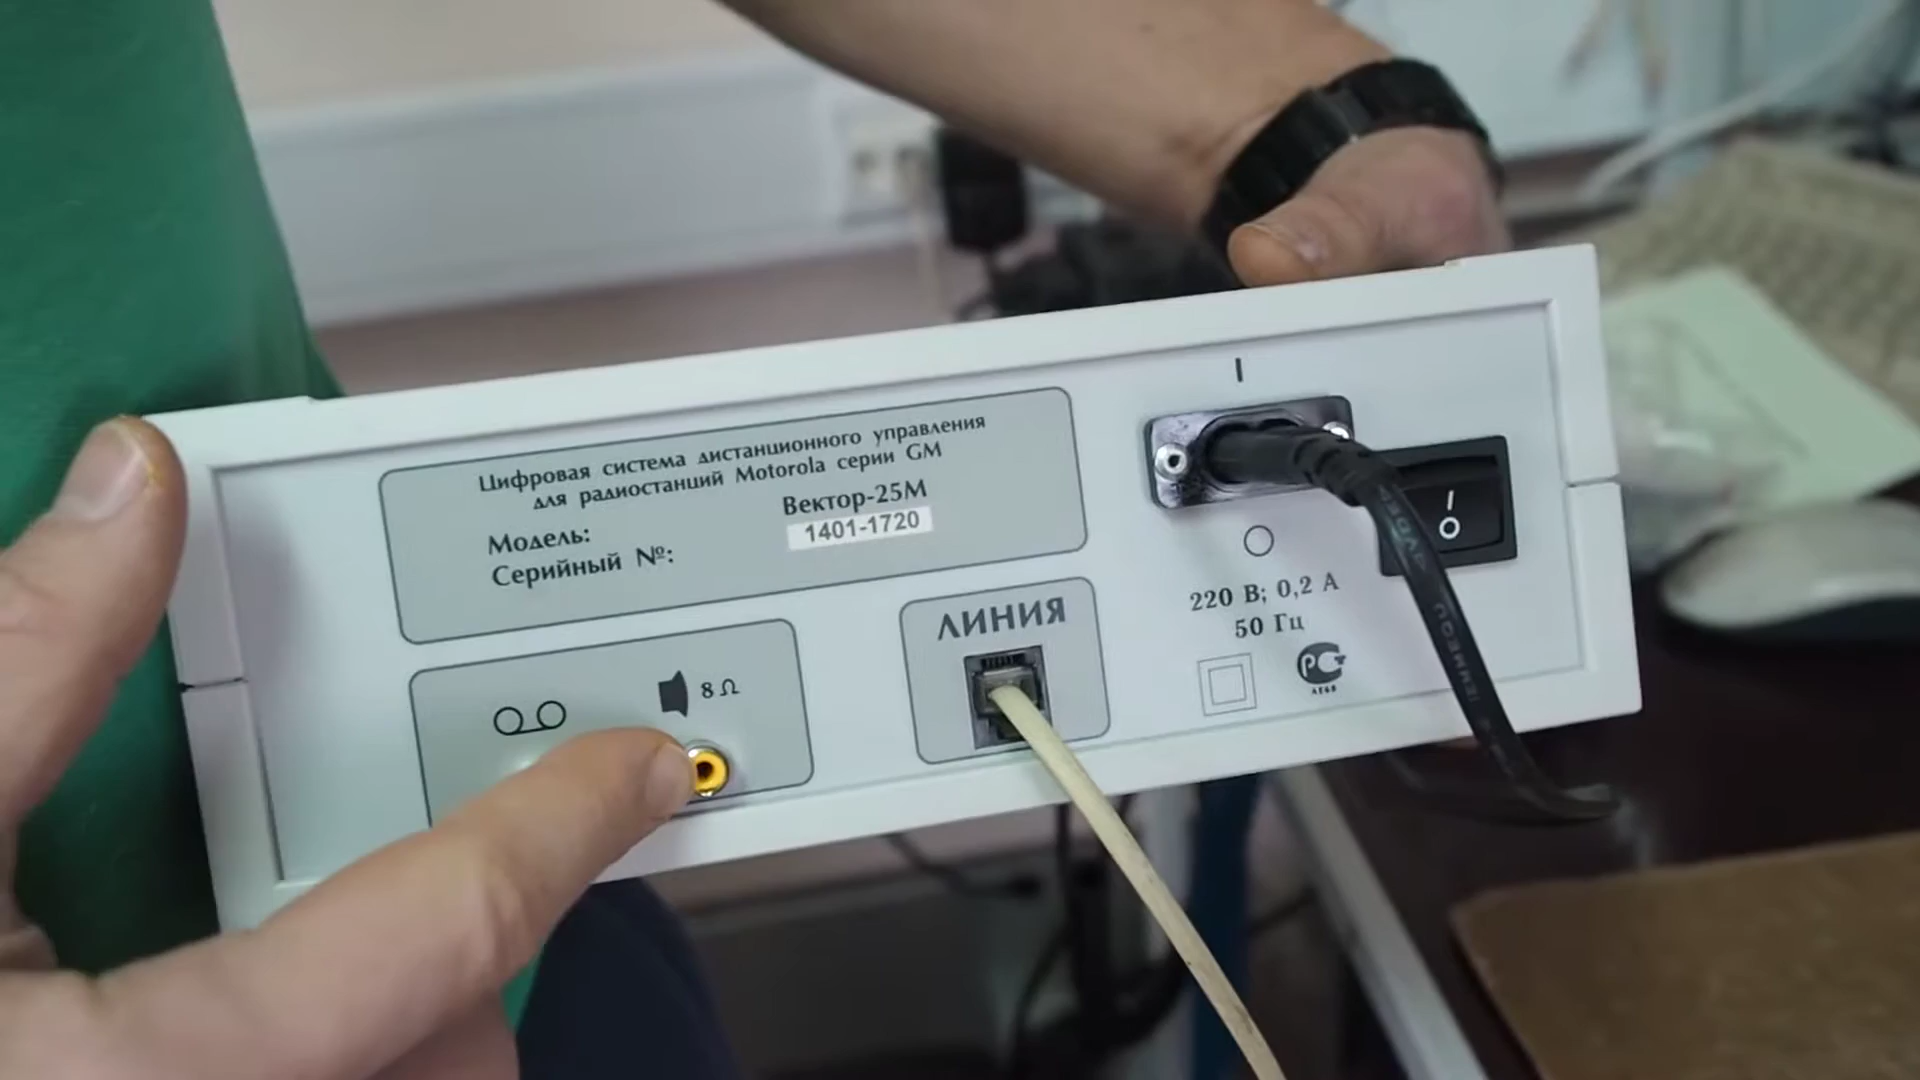 Цифровая система дистанционного управления
для радиостанций Motorola серии GM
Модель: Вектор-25М
Серийный №: 1401-1720
8 Ω
ЛИНИЯ
I
220 В; 0,2 А
50 Гц